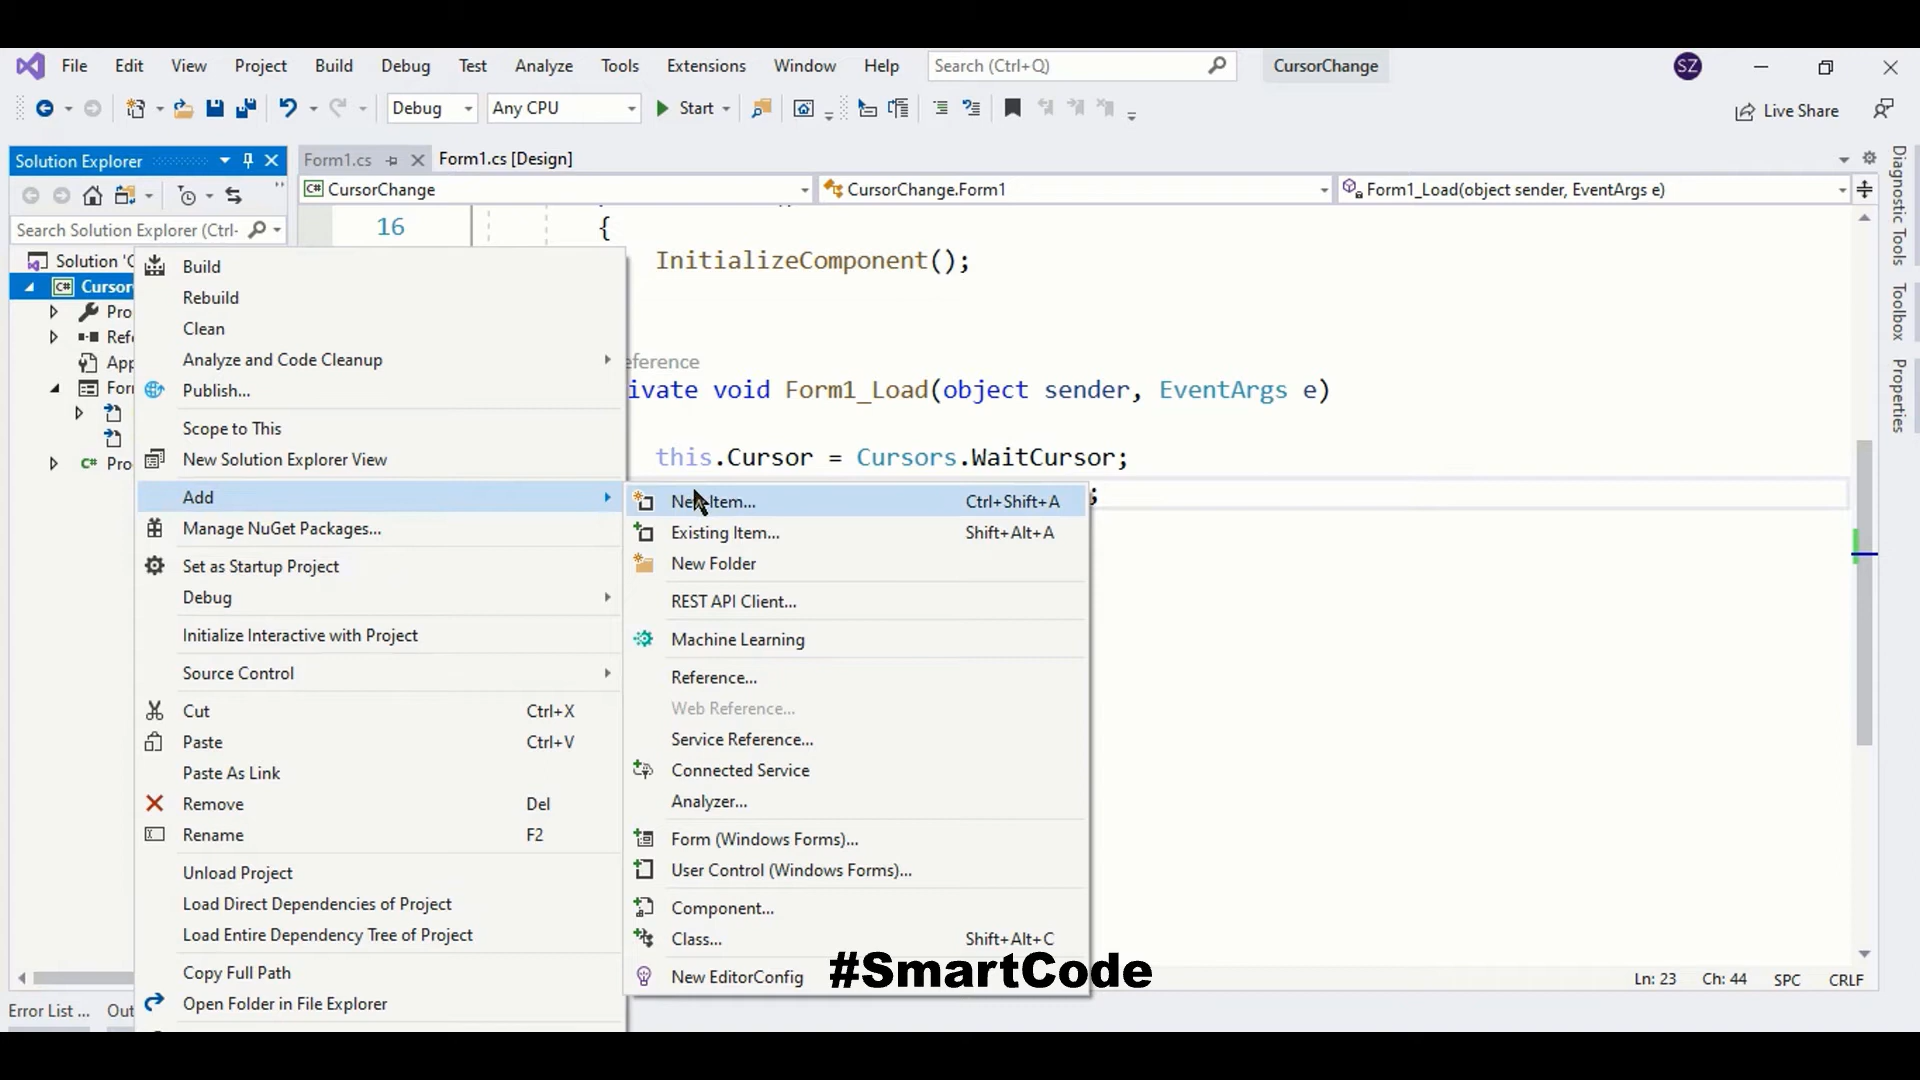 File Edit View Project Build Debug Test Analyze Tools Extensions Window Help Search (Ctrl+Q) CursorChange SZ
Debug Any CPU Start Live Share
Solution Explorer Form1.cs Form1.cs [Design]
CursorChange CursorChange.Form1 Form1_Load(object sender, EventArgs e)
Search Solution Explorer (Ctrl-
16 {
Solution 'C
InitializeComponent();
Cursor
Pro
Refe
App
Form
Pro
eference
ivate void Form1_Load(object sender, EventArgs e)
this.Cursor = Cursors.WaitCursor;
;
Build
Rebuild
Clean
Analyze and Code Cleanup
Publish...
Scope to This
New Solution Explorer View
Add
Manage NuGet Packages...
Set as Startup Project
Debug
Initialize Interactive with Project
Source Control
Cut Ctrl+X
Paste Ctrl+V
Paste As Link
Remove Del
Rename F2
Unload Project
Load Direct Dependencies of Project
Load Entire Dependency Tree of Project
Copy Full Path
Open Folder in File Explorer
New Item... Ctrl+Shift+A
Existing Item... Shift+Alt+A
New Folder
REST API Client...
Machine Learning
Reference...
Web Reference...
Service Reference...
Connected Service
Analyzer...
Form (Windows Forms)...
User Control (Windows Forms)...
Component...
Class... Shift+Alt+C
New EditorConfig
#SmartCode
Diagnostic Tools
Toolbox
Properties
Ln: 23 Ch: 44 SPC CRLF
Error List ... Out